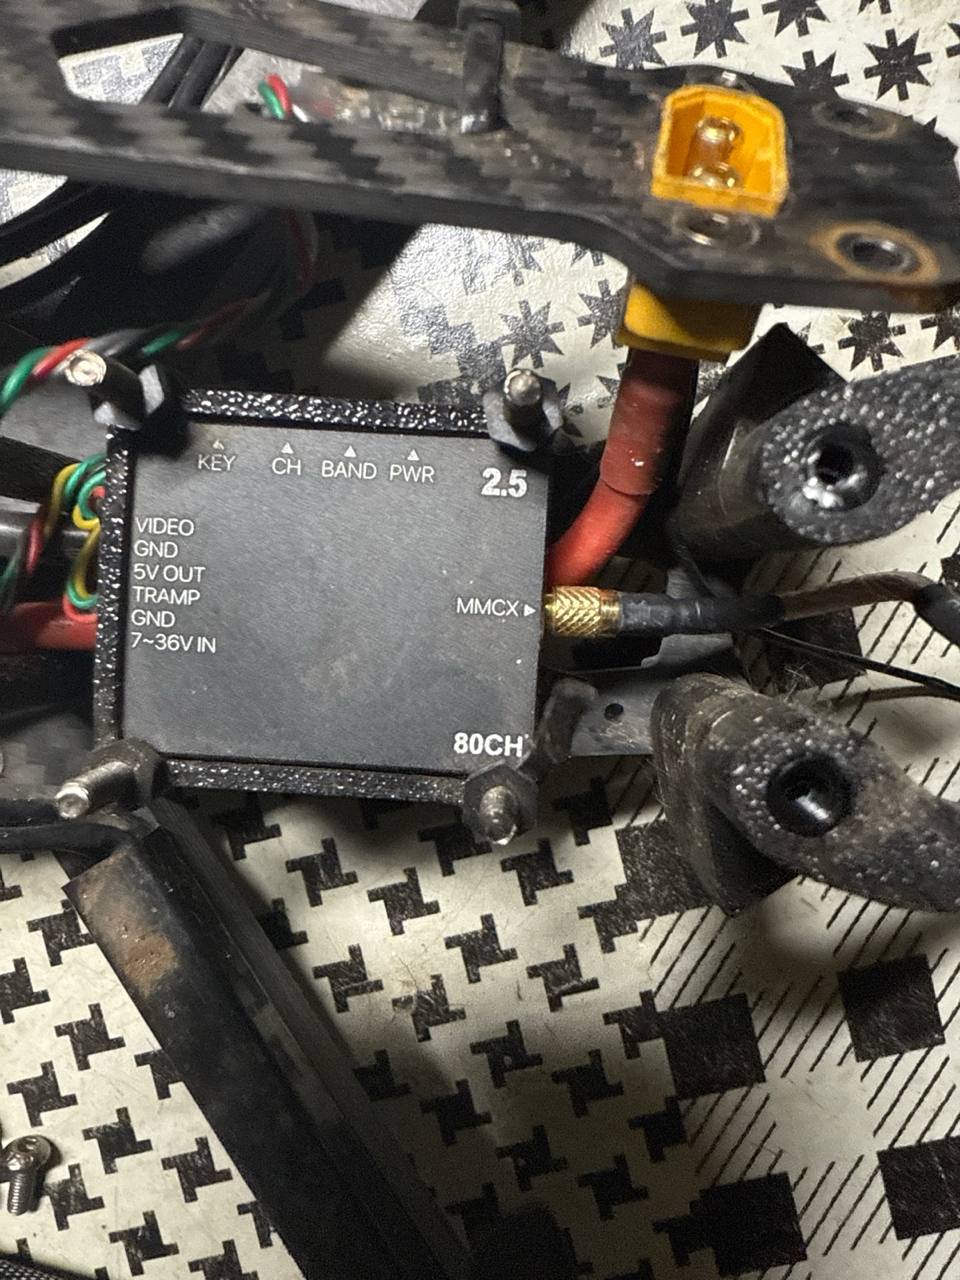 KEY CH BAND PWR
2.5
VIDEO
GND
5V OUT
TRAMP
GND
7~36V IN
MMCX
80CH